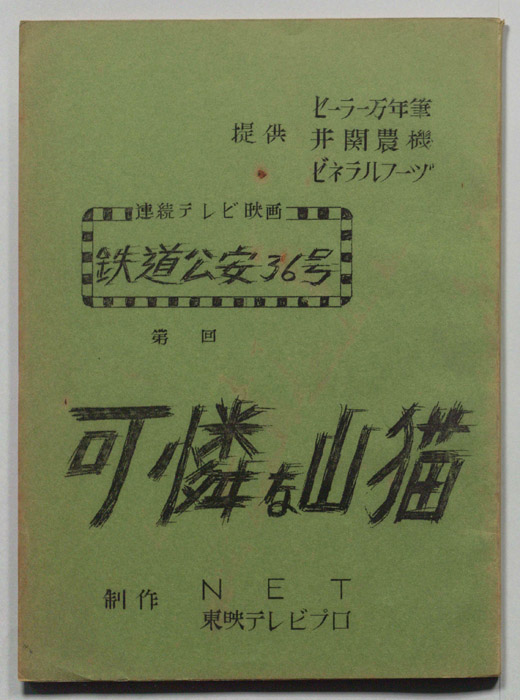 提供
セーラー万年筆
井関農機
ゼネラルフーヅ
連続テレビ映画
鉄道公安36号
第 回
可憐な山猫
制作
NET
東映テレビプロ